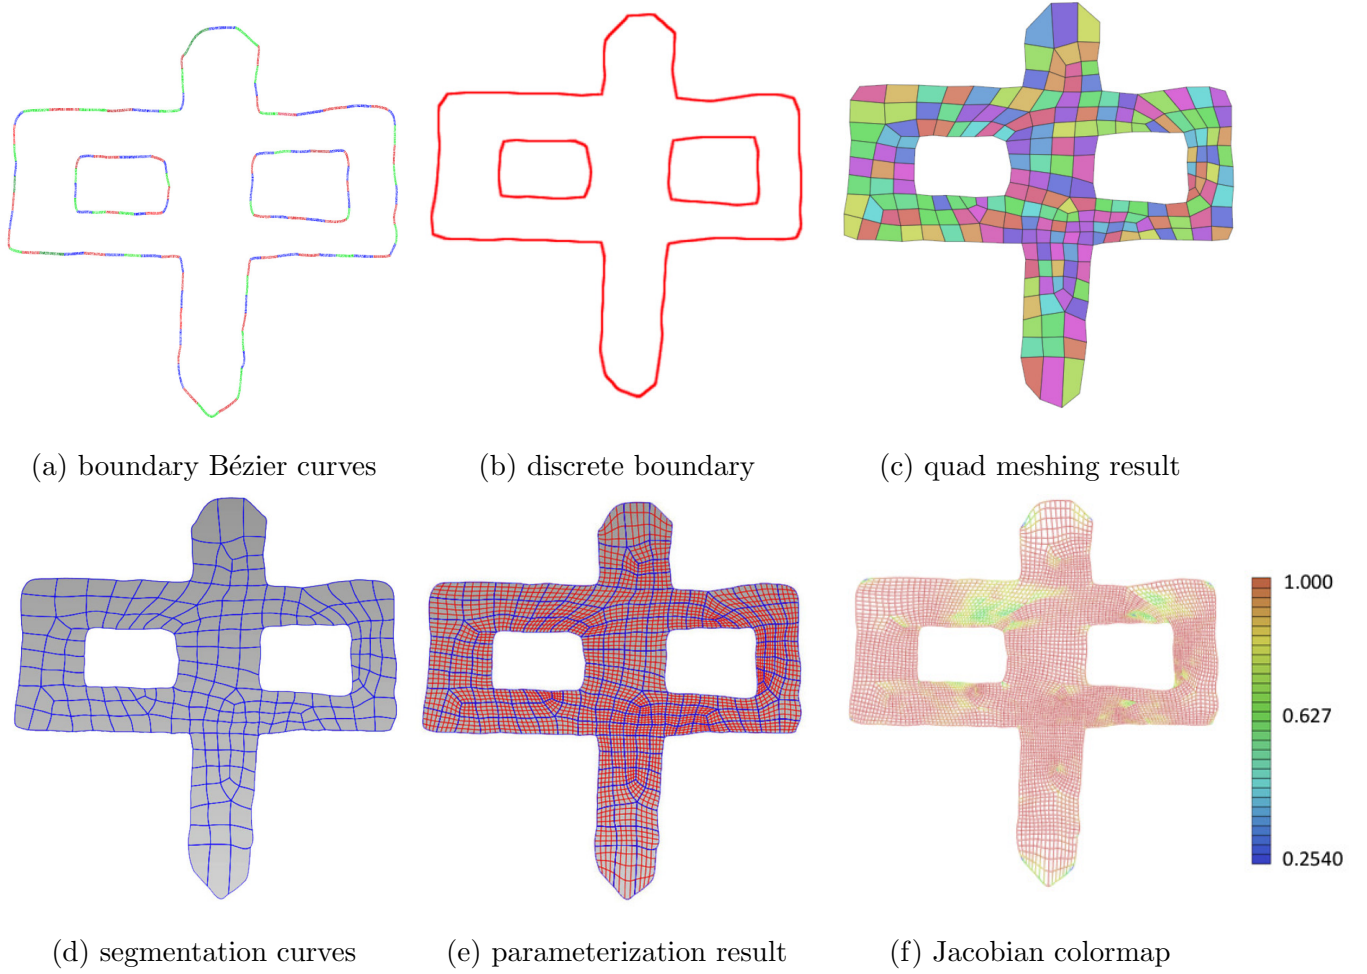 (a) boundary Bézier curves
(b) discrete boundary
(c) quad meshing result
1.000
0.627
0.2540
(d) segmentation curves
(e) parameterization result
(f) Jacobian colormap